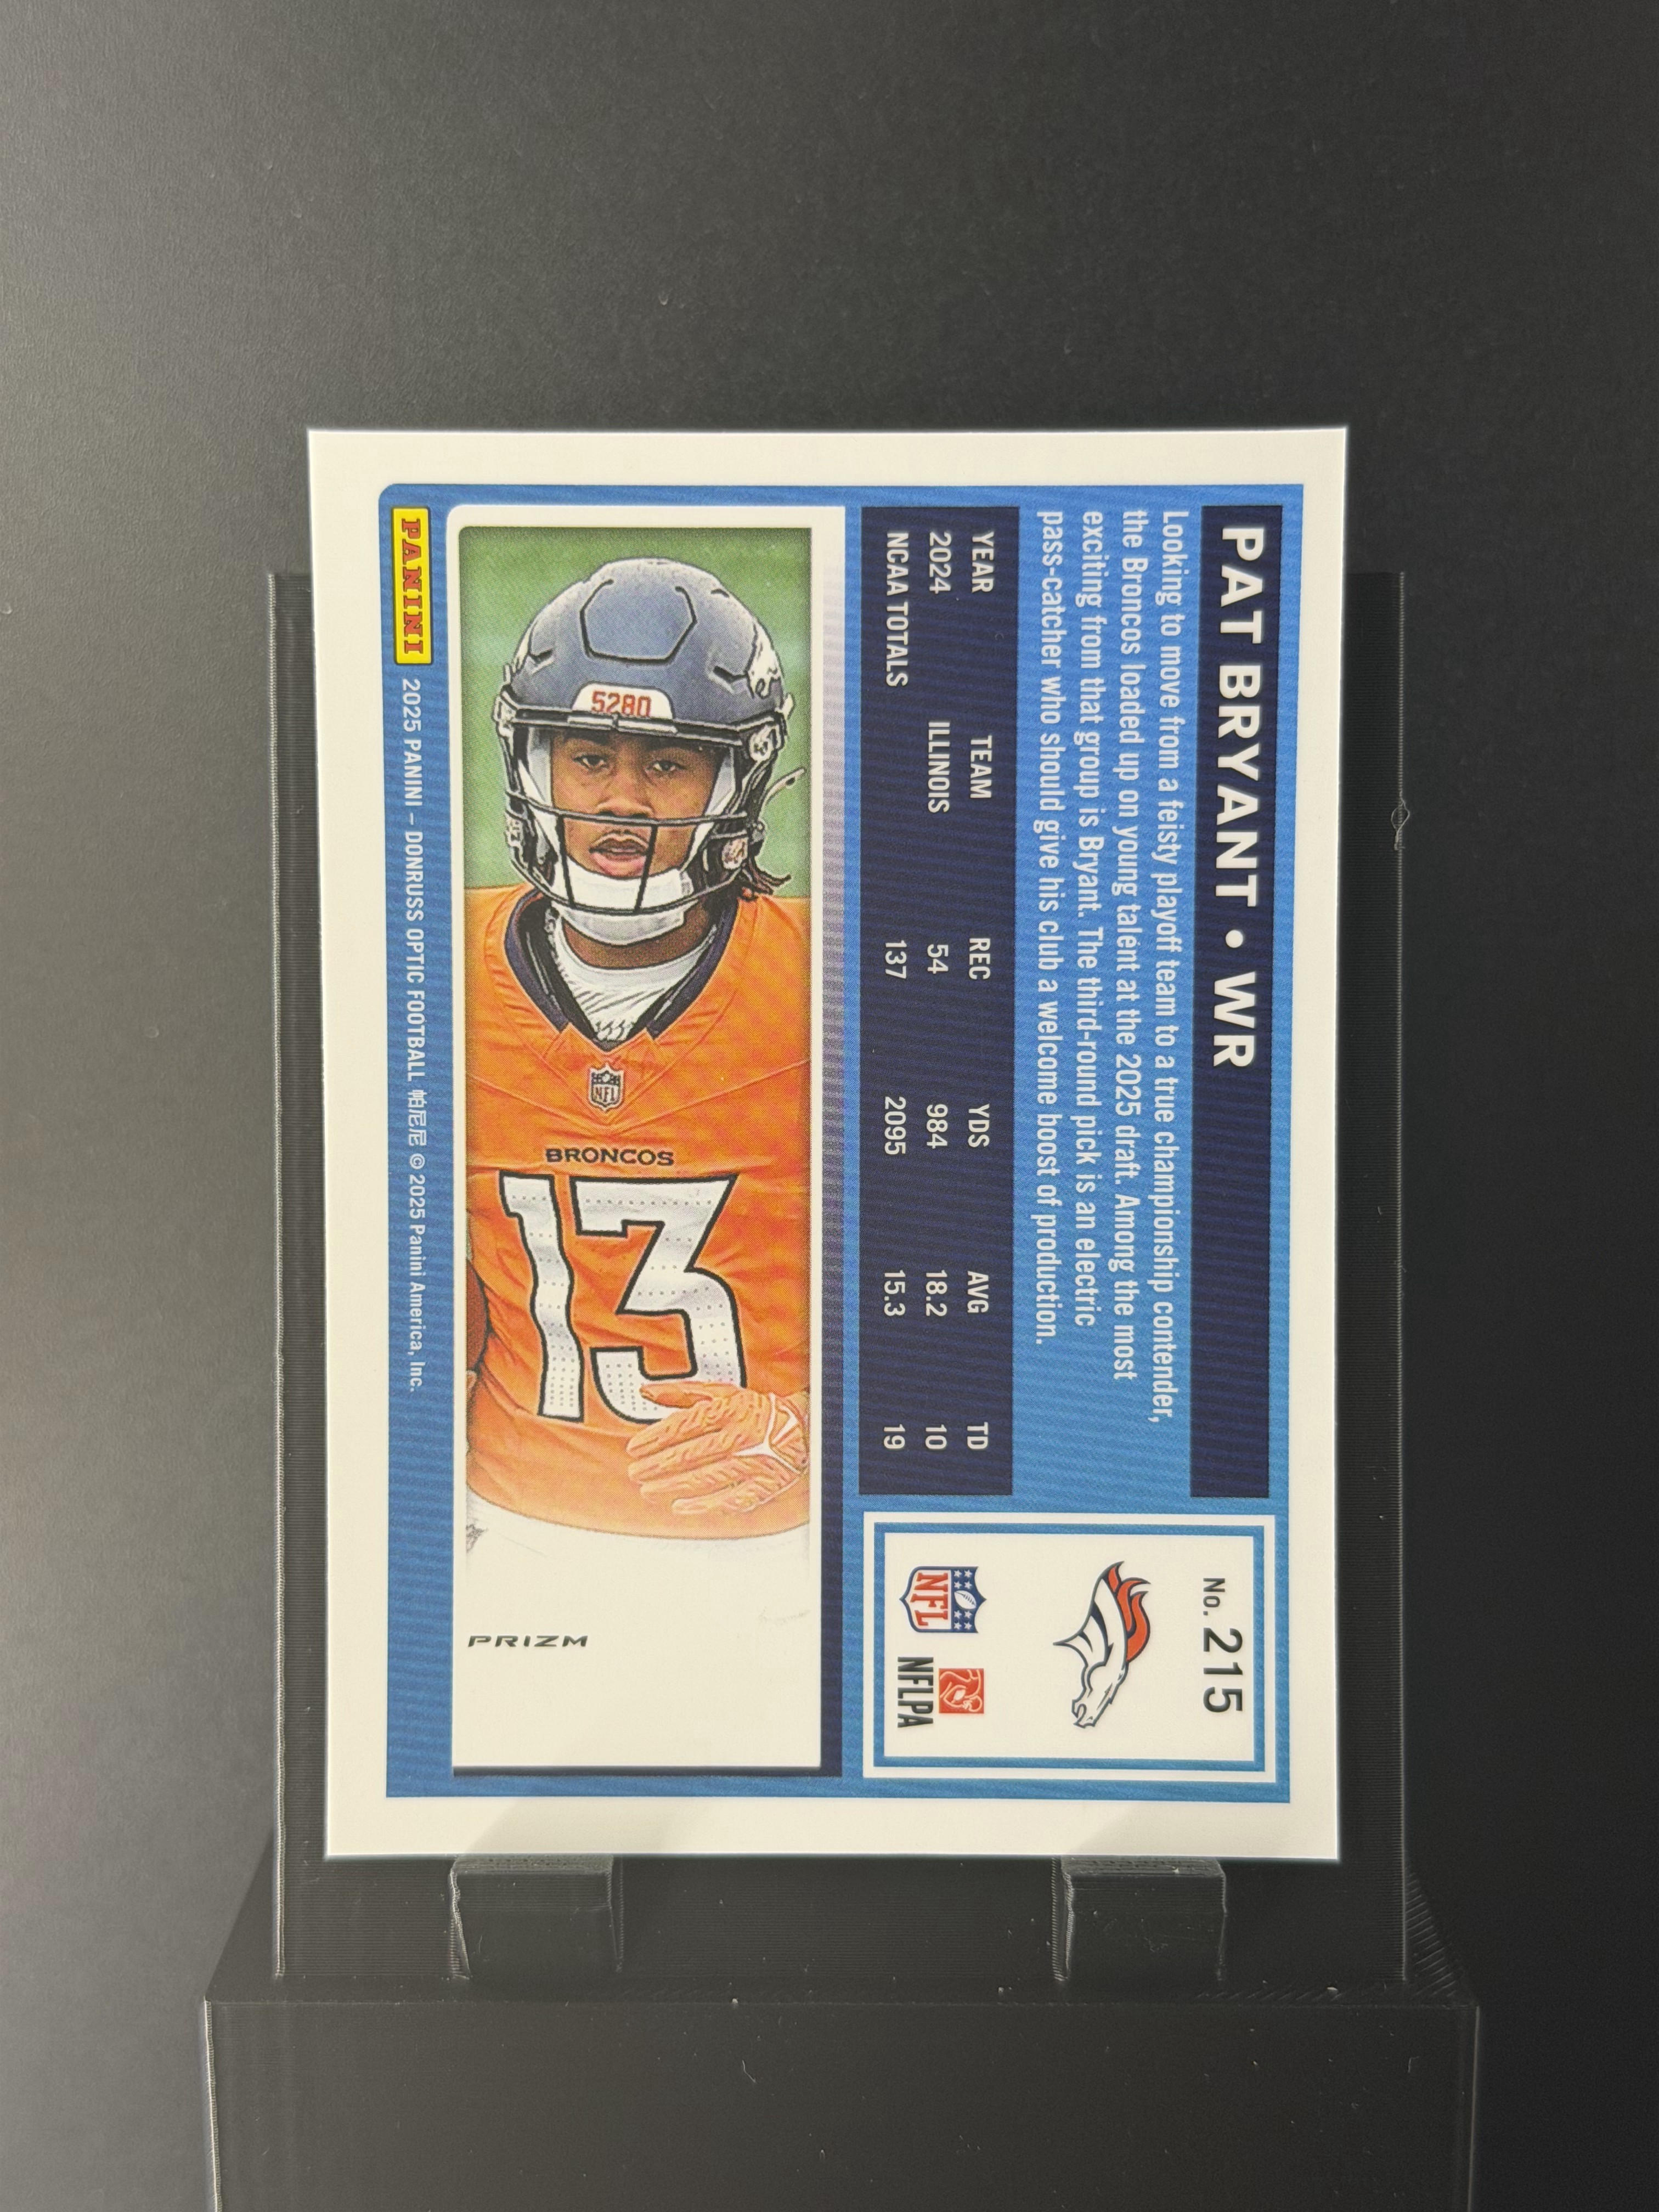 PAT BRYANT • WR
Looking to move from a feisty playoff team to a true championship contender,
the Broncos loaded up on young talent at the 2025 draft. Among the most
exciting from that group is Bryant. The third-round pick is an electric
pass-catcher who should give his club a welcome boost of production.
YEAR TEAM REC YDS AVG TD
2024 ILLINOIS 54 984 18.2 10
NCAA TOTALS 137 2095 15.3 19
No. 215
NFL
NFLPA
5280
NFL
BRONCOS
13
PRIZM
PANINI
2025 PANINI – DONRUSS OPTIC FOOTBALL 帕尼尼 © 2025 Panini America, Inc.